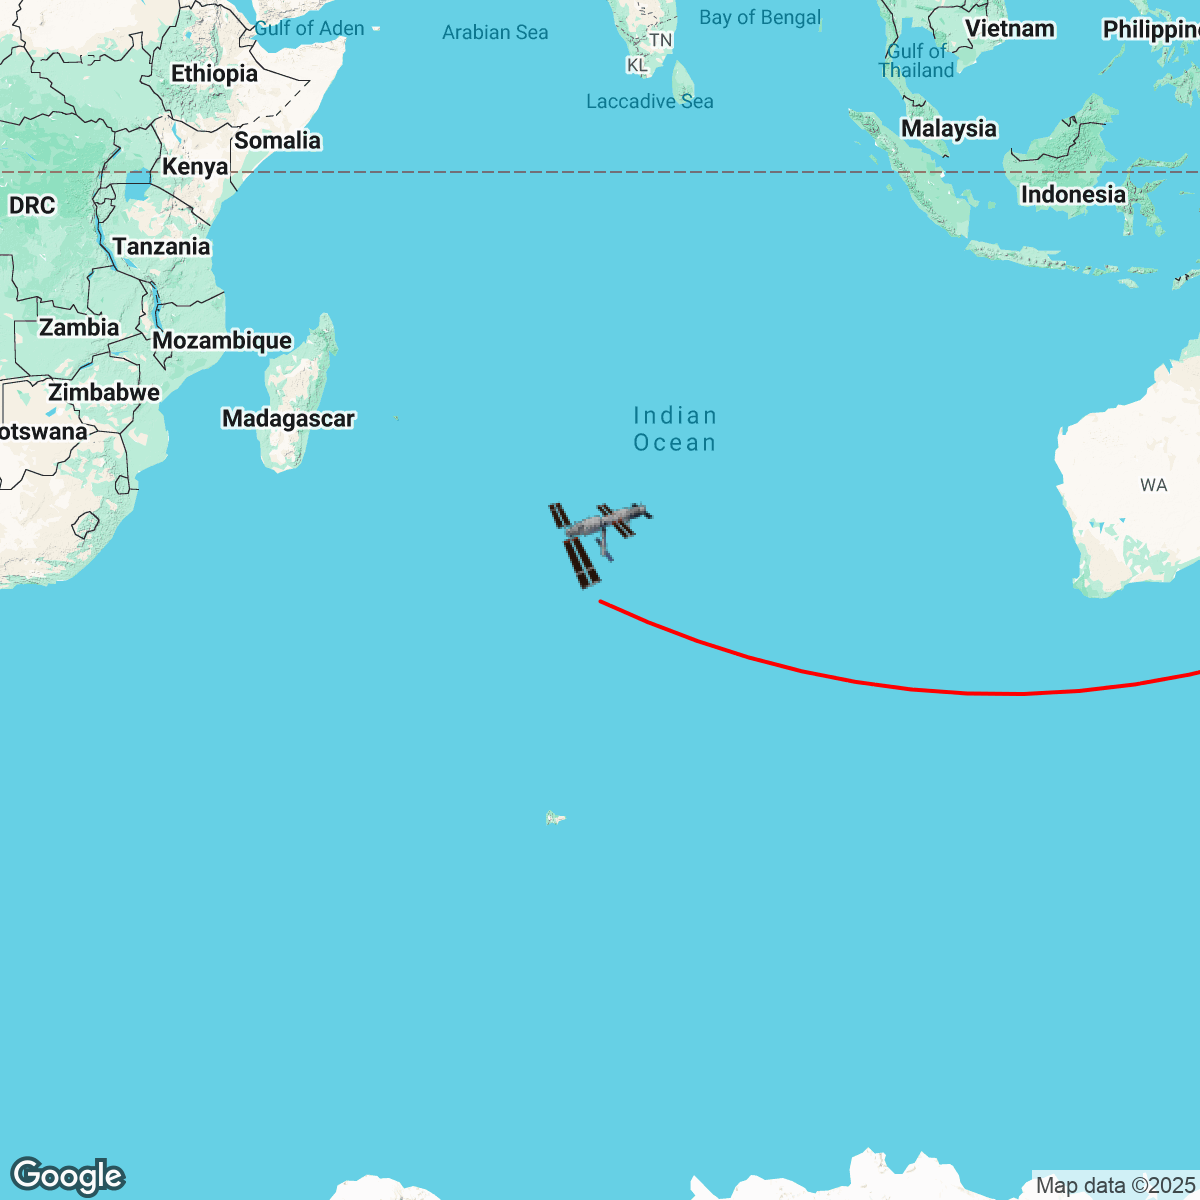 Gulf of Aden
Arabian Sea
Bay of Bengal
TN
KL
Vietnam
Philippine
Gulf of
Thailand
Ethiopia
Laccadive Sea
Malaysia
Somalia
Kenya
Indonesia
DRC
Tanzania
Zambia
Mozambique
Zimbabwe
Madagascar
otswana
Indian
Ocean
WA
Google
Map data ©2025